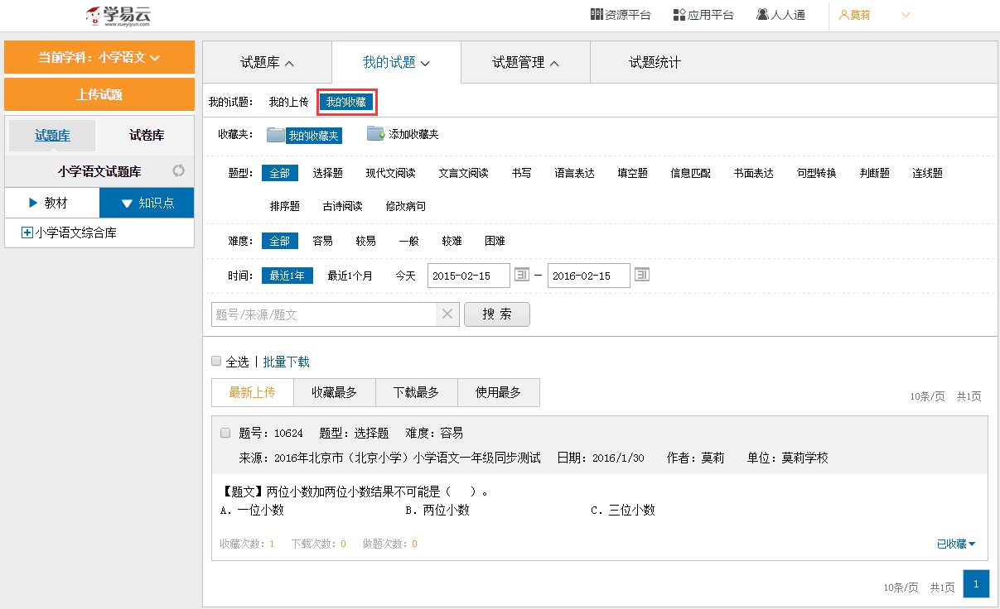 学易云
www.xueyiyun.com
资源平台 应用平台 人人通 莫莉
当前学科：小学语文
上传试题
试题库 试卷库
小学语文试题库
教材 知识点
小学语文综合库
试题库 我的试题 试题管理 试题统计
我的试题： 我的上传 我的收藏
收藏夹： 我的收藏夹 添加收藏夹
题型： 全部 选择题 现代文阅读 文言文阅读 书写 语言表达 填空题 信息匹配 书面表达 句型转换 判断题 连线题
排序题 古诗阅读 修改病句
难度： 全部 容易 较易 一般 较难 困难
时间： 最近1年 最近1个月 今天 2015-02-15 31 — 2016-02-15 31
题号/来源/题文 搜 索
全选 | 批量下载
最新上传 收藏最多 下载最多 使用最多 10条/页 共1页
题号：10624 题型：选择题 难度：容易
来源：2016年北京市（北京小学）小学语文一年级同步测试 日期：2016/1/30 作者：莫莉 单位：莫莉学校
【题文】两位小数加两位小数结果不可能是（ ）。
A. 一位小数 B. 两位小数 C. 三位小数
收藏次数：1 下载次数：0 做题次数：0 已收藏
10条/页 共1页 1